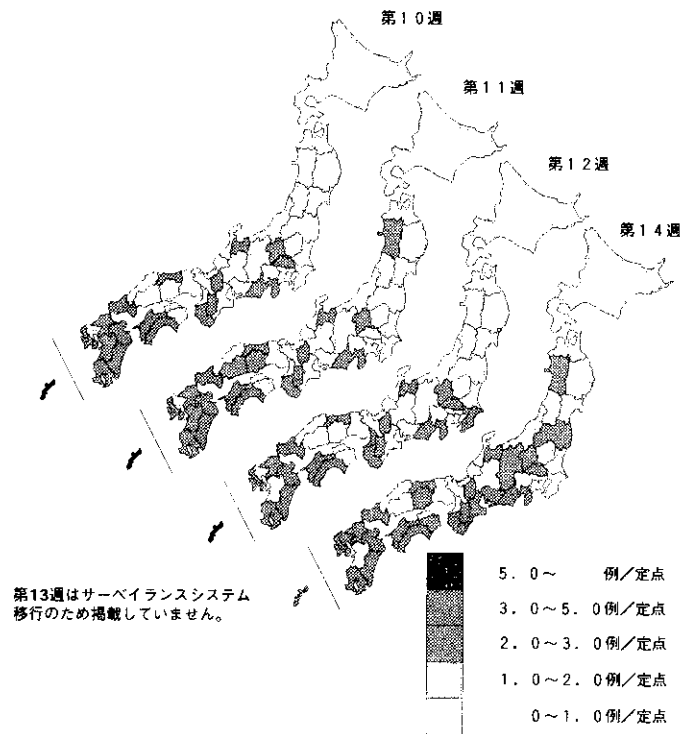 第10週
第11週
第12週
第14週
第13週はサーベイランスシステム
移行のため掲載していません。
5．0～　　例／定点
3．0～5．0例／定点
2．0～3．0例／定点
1．0～2．0例／定点
0～1．0例／定点